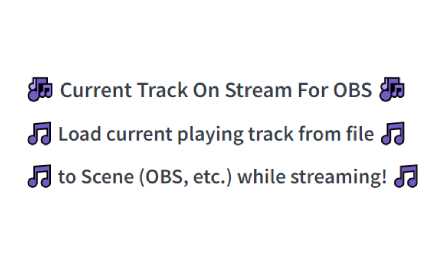 Current Track On Stream For OBS
Load current playing track from file
to Scene (OBS, etc.) while streaming!